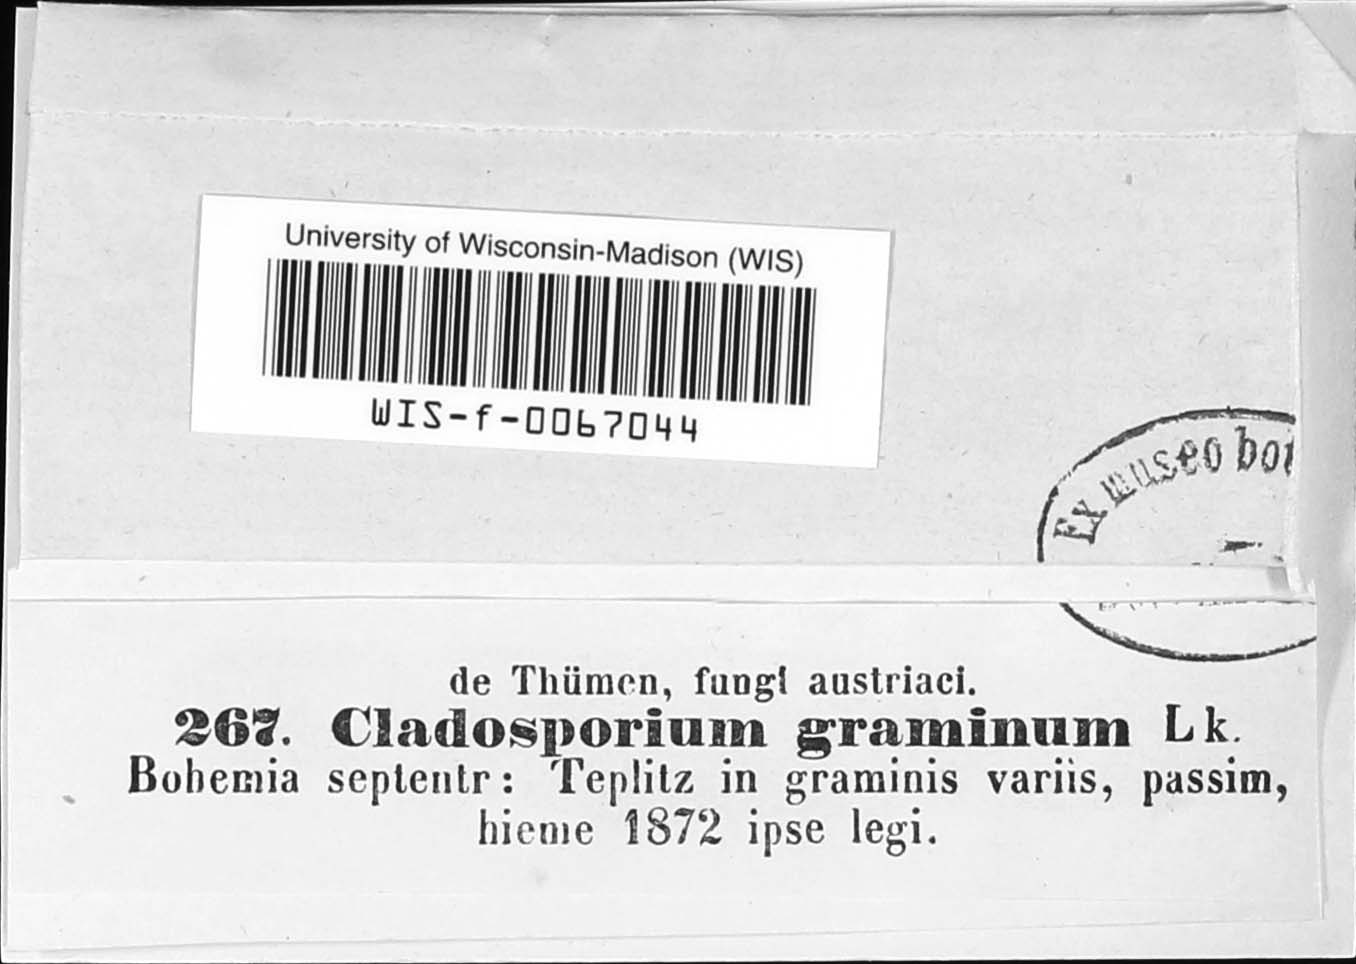 University of Wisconsin-Madison (WIS)
WIS-f-0067044
Ex museo bot
de Thümen, fungi austriaci.
267. Cladosporium graminum Lk.
Bohemia septentr: Teplitz in graminis variis, passim,
hieme 1872 ipse legi.